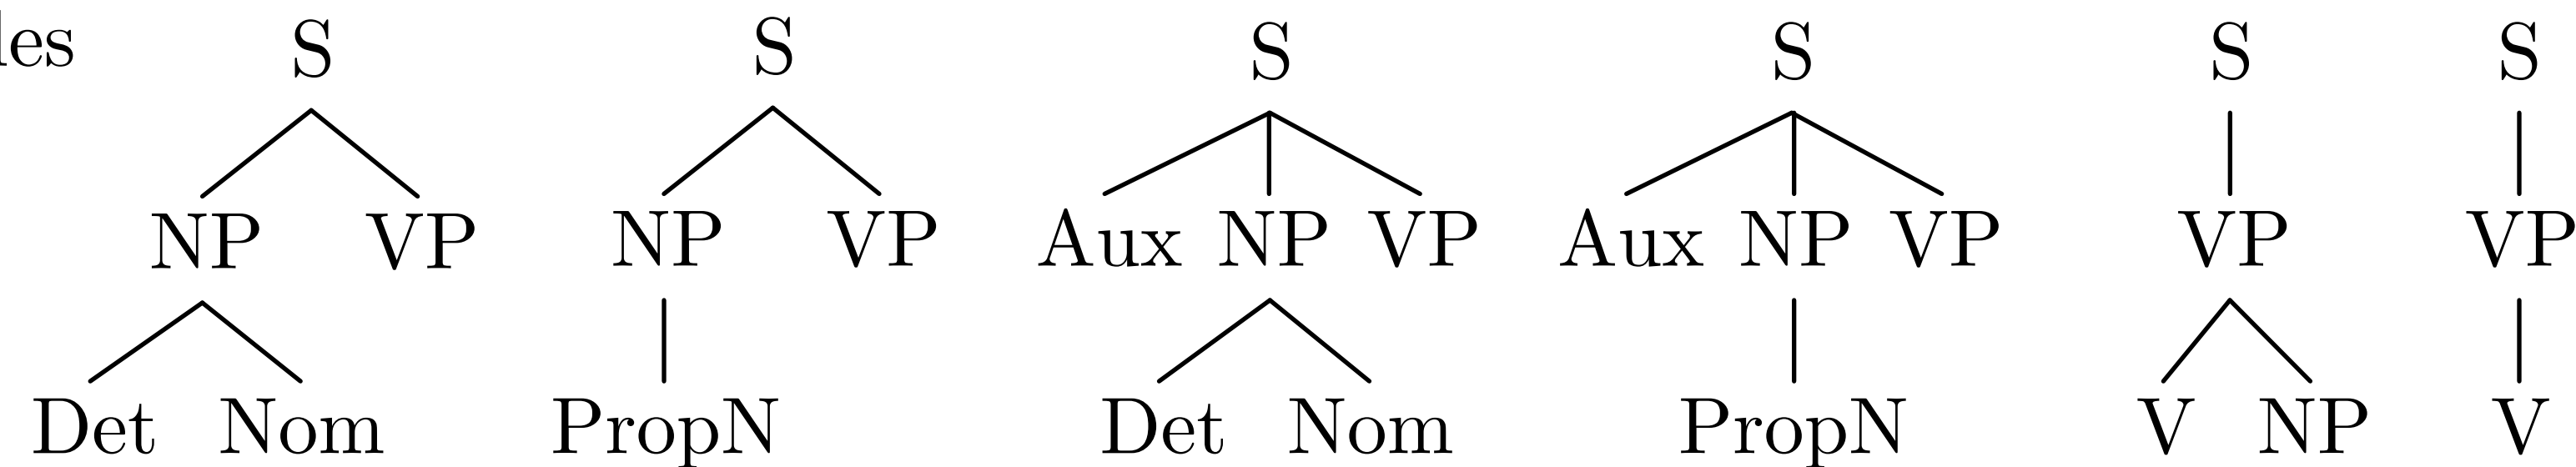 S S S S S S
NP VP NP VP Aux NP VP Aux NP VP VP VP
Det Nom PropN Det Nom PropN V NP V